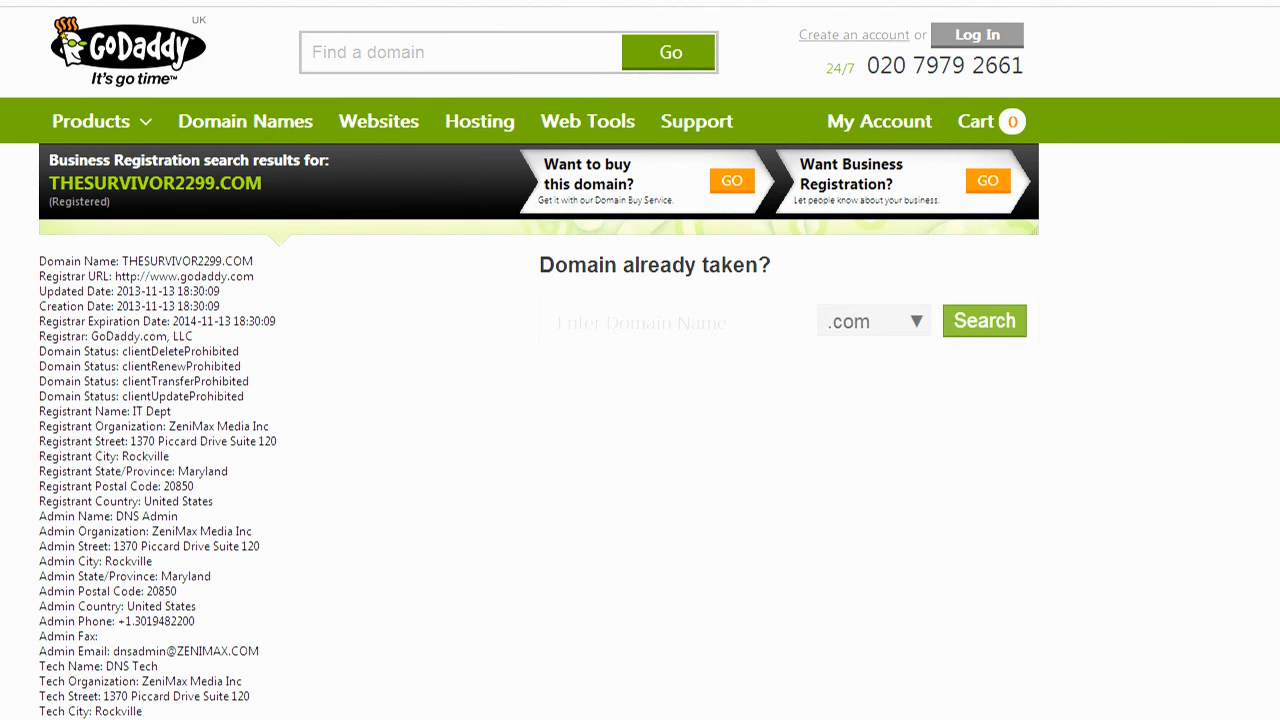 UK
GoDaddy™
It's go time™
Find a domain
Go
Create an account or Log In
24/7 020 7979 2661
Products Domain Names Websites Hosting Web Tools Support My Account Cart 0
Business Registration search results for:
THESURVIVOR2299.COM
(Registered)
Want to buy
this domain?
Get it with our Domain Buy Service.
GO
Want Business
Registration?
Let people know about your business.
GO
Domain Name: THESURVIVOR2299.COM
Registrar URL: http://www.godaddy.com
Updated Date: 2013-11-13 18:30:09
Creation Date: 2013-11-13 18:30:09
Registrar Expiration Date: 2014-11-13 18:30:09
Registrar: GoDaddy.com, LLC
Domain Status: clientDeleteProhibited
Domain Status: clientRenewProhibited
Domain Status: clientTransferProhibited
Domain Status: clientUpdateProhibited
Registrant Name: IT Dept
Registrant Organization: ZeniMax Media Inc
Registrant Street: 1370 Piccard Drive Suite 120
Registrant City: Rockville
Registrant State/Province: Maryland
Registrant Postal Code: 20850
Registrant Country: United States
Admin Name: DNS Admin
Admin Organization: ZeniMax Media Inc
Admin Street: 1370 Piccard Drive Suite 120
Admin City: Rockville
Admin State/Province: Maryland
Admin Postal Code: 20850
Admin Country: United States
Admin Phone: +1.3019482200
Admin Fax:
Admin Email: dnsadmin@ZENIMAX.COM
Tech Name: DNS Tech
Tech Organization: ZeniMax Media Inc
Tech Street: 1370 Piccard Drive Suite 120
Tech City: Rockville
Domain already taken?
Enter Domain Name
.com
Search